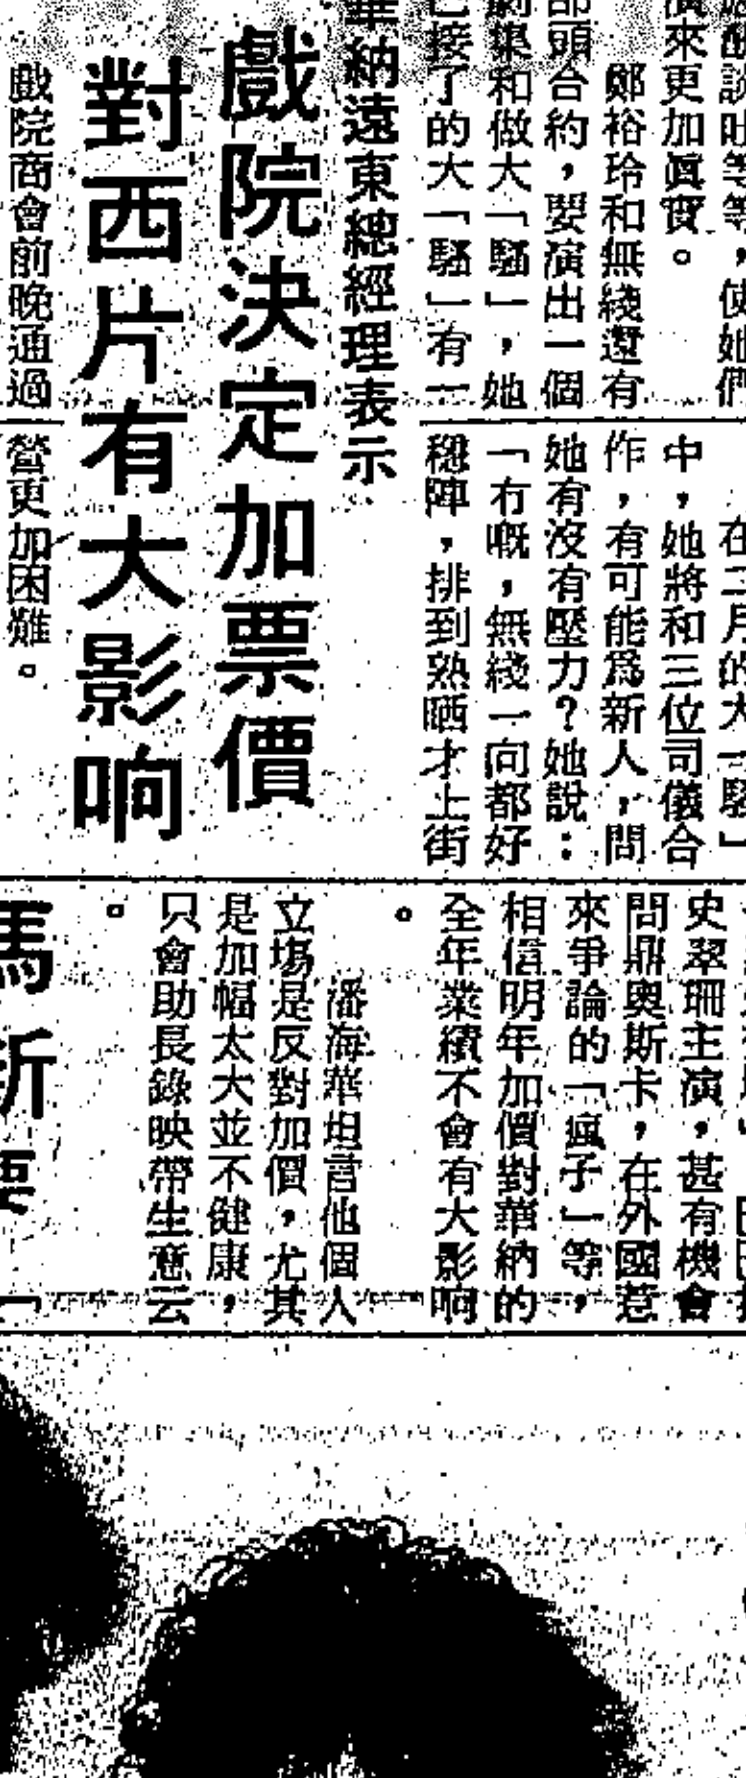 演來更加眞實。
鄭裕玲和無綫還有
部頭合約，要演出一個
劇集和做大「騷」，她
已接了的大「騷」有一
在二月的大「騷」
中，她將和三位司儀合
作，有可能爲新人，問
她有沒有壓力？她說：
「冇嘅，無綫一向都好
穩陣，排到熟晒才上街
華納遠東總經理表示
戲院決定加票價
對西片有大影响
戲院商會前晚通過
營更加困難。
史翠珊主演，甚有機會
問鼎奧斯卡，在外國惹
來爭論的「瘋子」等，
相信明年加價對華納的
全年業績不會有大影响
。
潘海華坦言他個人
立場是反對加價，尤其
是加幅太大並不健康，
只會助長錄映帶生意云
。